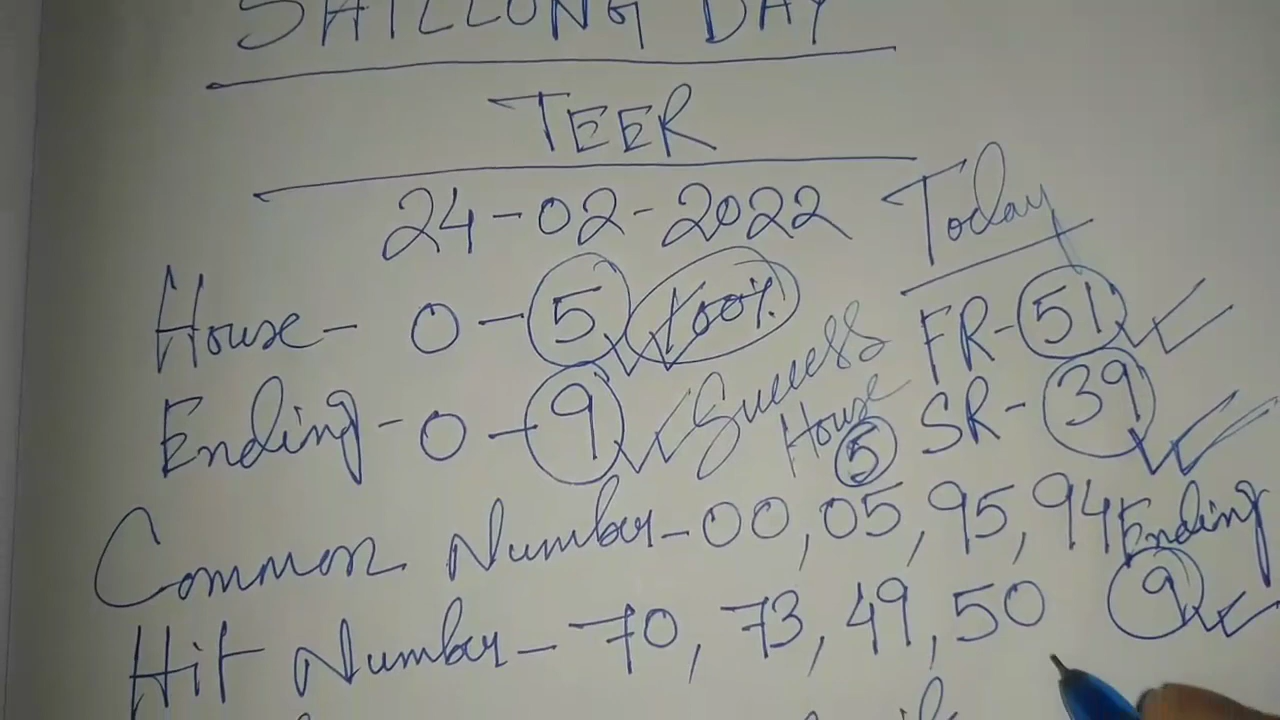 SHILLONG DAY
TEER
24-02-2022 Today
House - 0 - 5 100% FR - 51
Ending - 0 - 9 Success House 5 SR - 39
Common Number - 00, 05, 95, 94 Ending
Hit Number - 70, 73, 49, 50 9